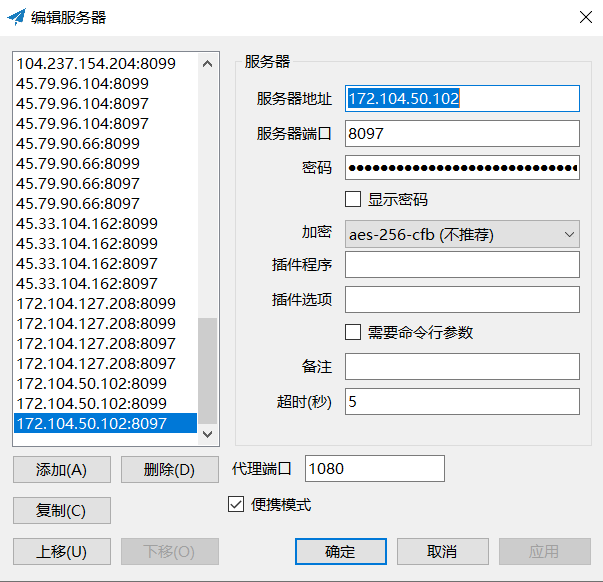 编辑服务器
104.237.154.204:8099
45.79.96.104:8099
45.79.96.104:8097
45.79.96.104:8097
45.79.90.66:8099
45.79.90.66:8099
45.79.90.66:8097
45.79.90.66:8097
45.33.104.162:8099
45.33.104.162:8099
45.33.104.162:8097
45.33.104.162:8097
172.104.127.208:8099
172.104.127.208:8099
172.104.127.208:8097
172.104.127.208:8097
172.104.50.102:8099
172.104.50.102:8099
172.104.50.102:8097
服务器
服务器地址 172.104.50.102
服务器端口 8097
密码 ●●●●●●●●●●●●●●●●●●●●●●●●●●●●●
显示密码
加密 aes-256-cfb (不推荐)
插件程序
插件选项
需要命令行参数
备注
超时(秒) 5
添加(A) 删除(D) 代理端口 1080
复制(C) 便携模式
上移(U) 下移(O) 确定 取消 应用